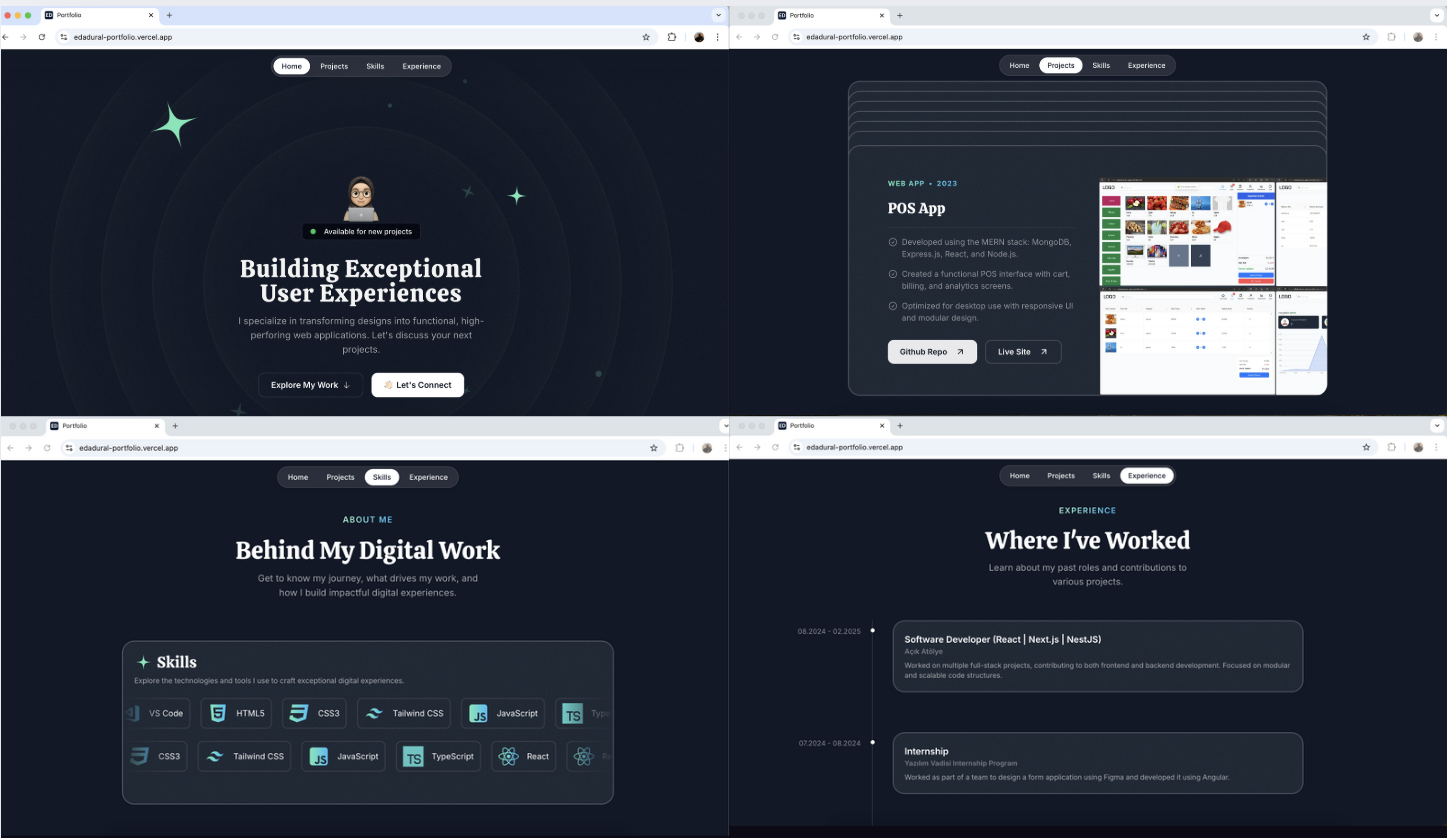 ED Portfolio
edadural-portfolio.vercel.app
Home Projects Skills Experience
Available for new projects
Building Exceptional
User Experiences
I specialize in transforming designs into functional, high-
perforing web applications. Let's discuss your next
projects.
Explore My Work ↓
👋🏻 Let's Connect
ED Portfolio
edadural-portfolio.vercel.app
Home Projects Skills Experience
WEB APP • 2023
POS App
Developed using the MERN stack: MongoDB,
Express.js, React, and Node.js.
Created a functional POS interface with cart,
billing, and analytics screens.
Optimized for desktop use with responsive UI
and modular design.
Github Repo
Live Site
LOGO
LOGO
LOGO
LOGO
ED Portfolio
edadural-portfolio.vercel.app
Home Projects Skills Experience
ABOUT ME
Behind My Digital Work
Get to know my journey, what drives my work, and
how I build impactful digital experiences.
Skills
Explore the technologies and tools I use to craft exceptional digital experiences.
VS Code HTML5 CSS3 Tailwind CSS JS JavaScript TS Type
CSS3 Tailwind CSS JS JavaScript TS TypeScript React
ED Portfolio
edadural-portfolio.vercel.app
Home Projects Skills Experience
EXPERIENCE
Where I've Worked
Learn about my past roles and contributions to
various projects.
08.2024 - 02.2025
Software Developer (React | Next.js | NestJS)
Açık Atölye
Worked on multiple full-stack projects, contributing to both frontend and backend development. Focused on modular
and scalable code structures.
07.2024 - 08.2024
Internship
Yazılım Vadisi Internship Program
Worked as part of a team to design a form application using Figma and developed it using Angular.